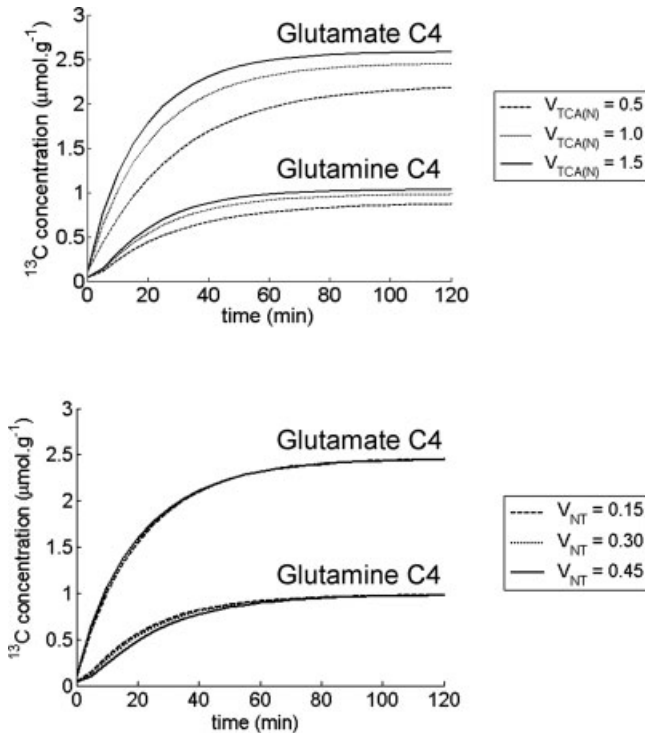 3
2.5
2
1.5
1
0.5
0
¹³C concentration (µmol.g⁻¹)
Glutamate C4
Glutamine C4
0 20 40 60 80 100 120
time (min)
V_TCA(N) = 0.5
V_TCA(N) = 1.0
V_TCA(N) = 1.5
3
2.5
2
1.5
1
0.5
0
¹³C concentration (µmol.g⁻¹)
Glutamate C4
Glutamine C4
0 20 40 60 80 100 120
time (min)
V_NT = 0.15
V_NT = 0.30
V_NT = 0.45